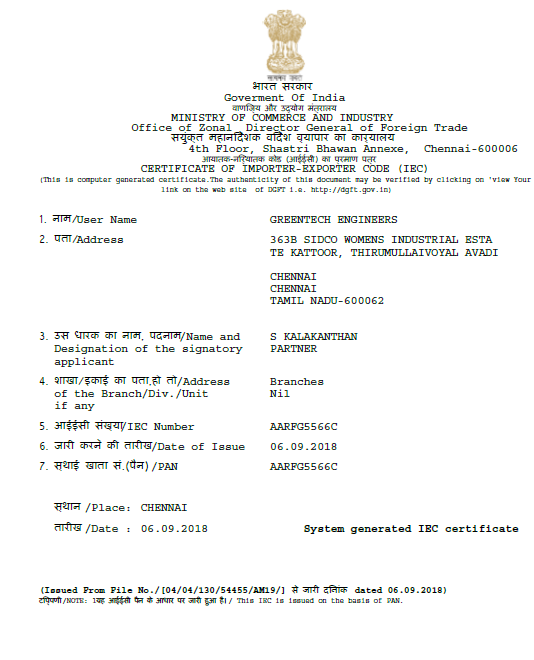 भारत सरकार
Goverment Of India
वाणिज्य और उद्योग मंत्रालय
MINISTRY OF COMMERCE AND INDUSTRY
Office of Zonal Director General of Foreign Trade
संयुक्त महानिदेशक विदेश व्यापार का कार्यालय
4th Floor, Shastri Bhawan Annexe, Chennai-600006
आयातक-निर्यातक कोड (आईईसी) का प्रमाण पत्र
CERTIFICATE OF IMPORTER-EXPORTER CODE (IEC)
(This is computer generated certificate.The authenticity of this document may be verified by clicking on 'view Your
link on the web site of DGFT i.e. http://dgft.gov.in)
1. नाम/User Name GREENTECH ENGINEERS
2. पता/Address 363B SIDCO WOMENS INDUSTRIAL ESTA
TE KATTOOR, THIRUMULLAIVOYAL AVADI
CHENNAI
CHENNAI
TAMIL NADU-600062
3. उस धारक का नाम, पदनाम/Name and S KALAKANTHAN
Designation of the signatory PARTNER
applicant
4. शाखा/इकाई का पता,हो तो/Address Branches
of the Branch/Div./Unit Nil
if any
5. आईईसी संख्या/IEC Number AARFG5566C
6. जारी करने की तारीख/Date of Issue 06.09.2018
7. स्थाई खाता सं.(पैन) /PAN AARFG5566C
स्थान /Place: CHENNAI
तारीख /Date : 06.09.2018 System generated IEC certificate
(Issued From File No./[04/04/130/54455/AM19/] से जारी दिनांक dated 06.09.2018)
टिप्पणी/NOTE: 1यह आईईसी पैन के आधार पर जारी हुआ है।/ This IEC is issued on the basis of PAN.